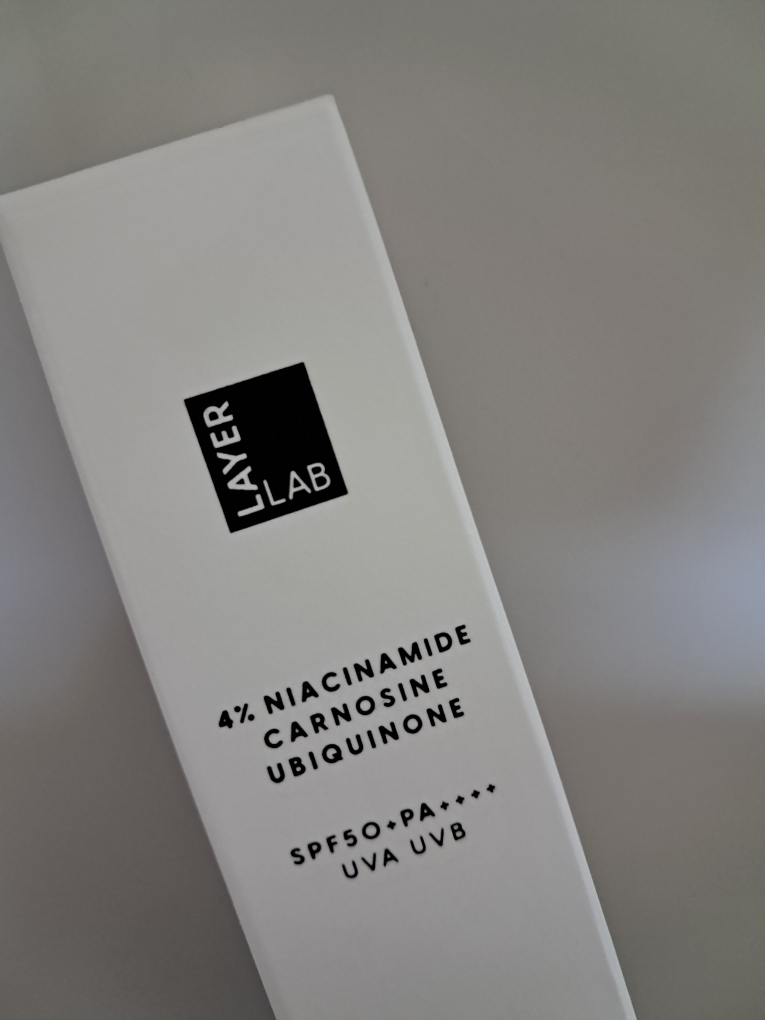 LAYER
LAB
4% NIACINAMIDE
CARNOSINE
UBIQUINONE
SPF50+PA++++
UVA UVB